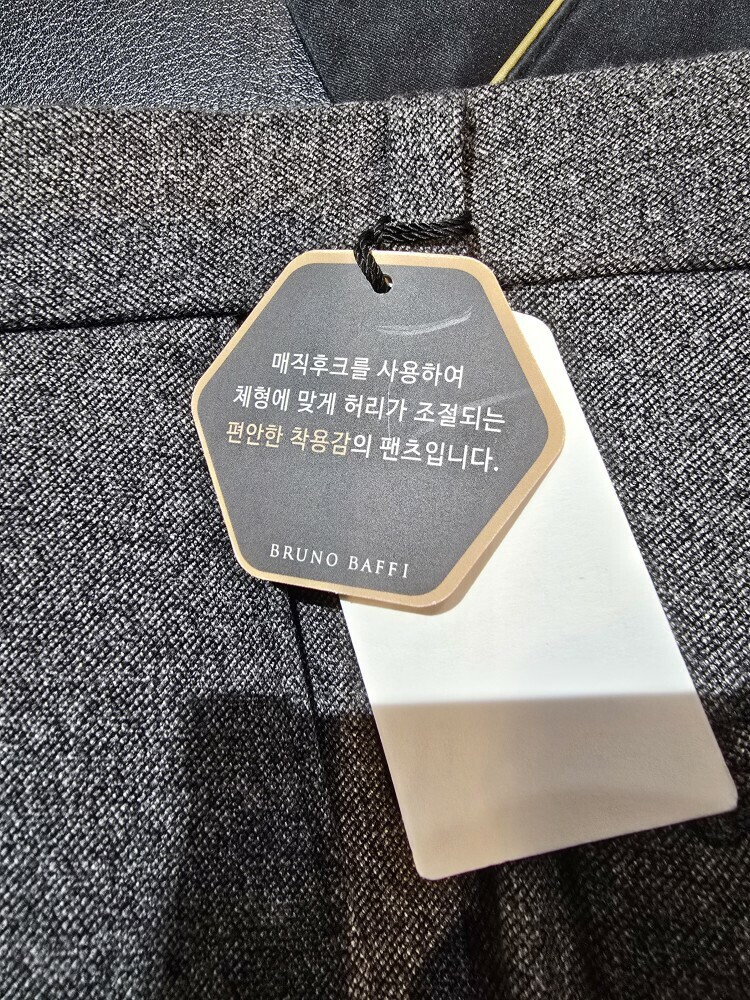 매직후크를 사용하여
체형에 맞게 허리가 조절되는
편안한 착용감의 팬츠입니다.
BRUNO BAFFI